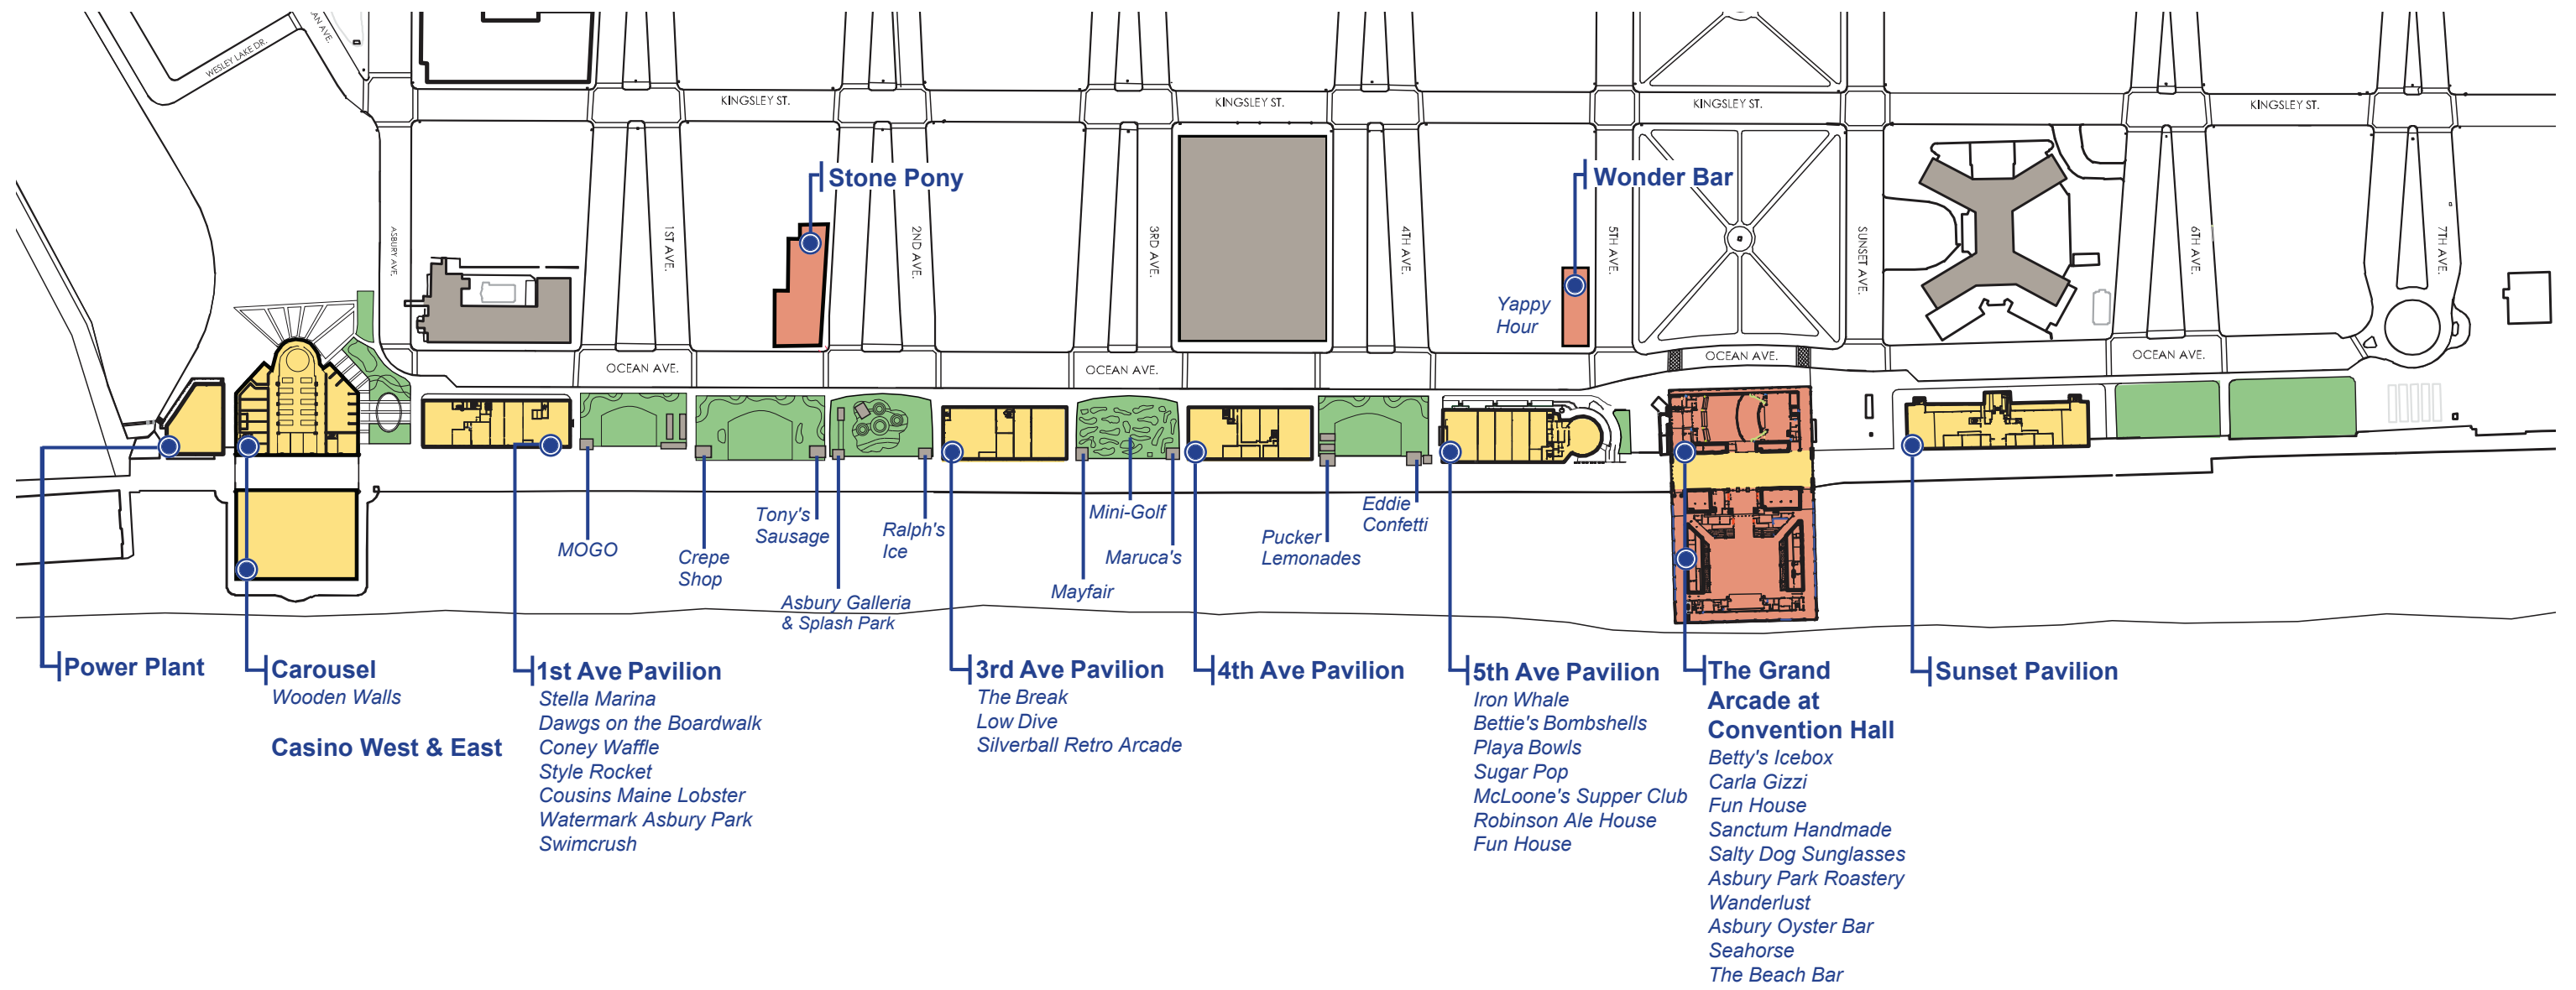 WESLEY LAKE DR.
AN AVE.
KINGSLEY ST.
KINGSLEY ST.
KINGSLEY ST.
KINGSLEY ST.
Stone Pony
Wonder Bar
ASBURY AVE.
1ST AVE.
2ND AVE.
3RD AVE.
4TH AVE.
5TH AVE.
SUNSET AVE.
6TH AVE.
7TH AVE.
Yappy
Hour
OCEAN AVE.
OCEAN AVE.
OCEAN AVE.
OCEAN AVE.
MOGO
Crepe
Shop
Tony's
Sausage
Asbury Galleria
& Splash Park
Ralph's
Ice
Mini-Golf
Maruca's
Mayfair
Pucker
Lemonades
Eddie
Confetti
Power Plant
Carousel
Wooden Walls
Casino West & East
1st Ave Pavilion
Stella Marina
Dawgs on the Boardwalk
Coney Waffle
Style Rocket
Cousins Maine Lobster
Watermark Asbury Park
Swimcrush
3rd Ave Pavilion
The Break
Low Dive
Silverball Retro Arcade
4th Ave Pavilion
5th Ave Pavilion
Iron Whale
Bettie's Bombshells
Playa Bowls
Sugar Pop
McLoone's Supper Club
Robinson Ale House
Fun House
The Grand
Arcade at
Convention Hall
Betty's Icebox
Carla Gizzi
Fun House
Sanctum Handmade
Salty Dog Sunglasses
Asbury Park Roastery
Wanderlust
Asbury Oyster Bar
Seahorse
The Beach Bar
Sunset Pavilion